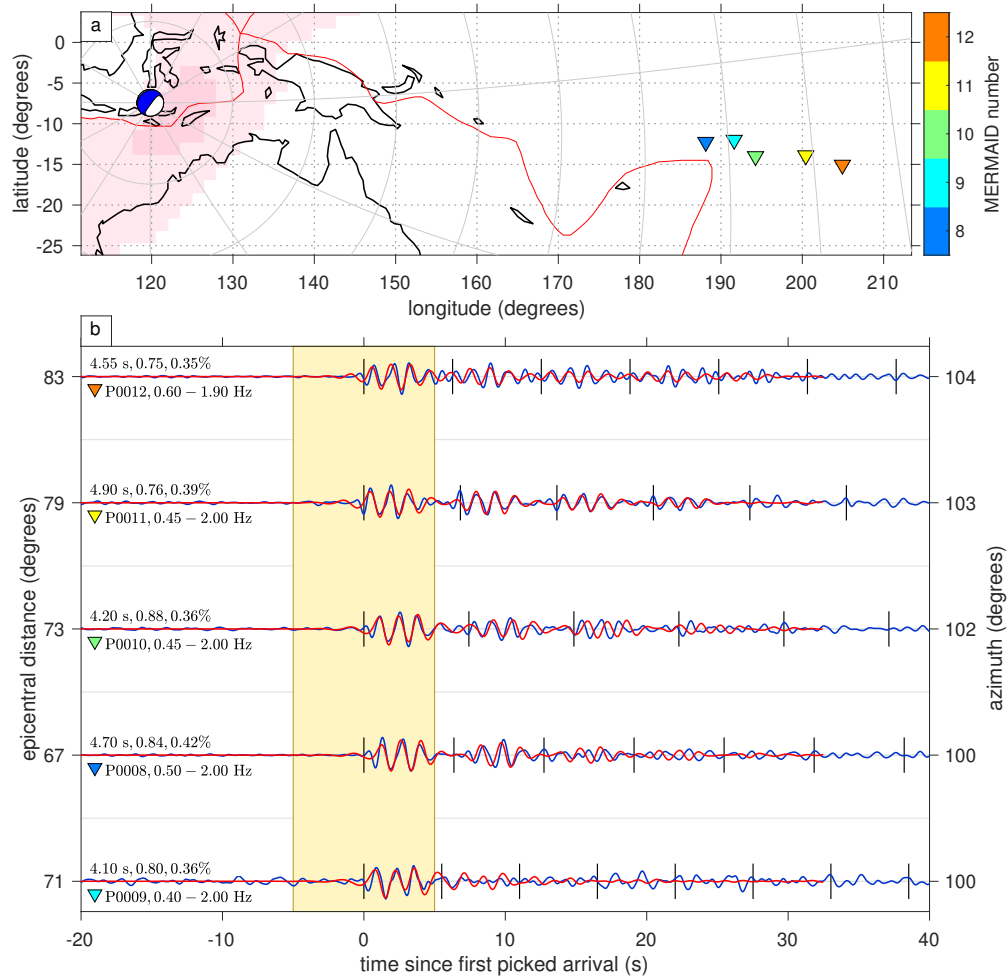 a
0
-5
-10
-15
-20
-25
latitude (degrees)
120 130 140 150 160 170 180 190 200 210
longitude (degrees)
12
11
10
9
8
MERMAID number
b
4.55 s, 0.75, 0.35%
P0012, 0.60 − 1.90 Hz
4.90 s, 0.76, 0.39%
P0011, 0.45 − 2.00 Hz
4.20 s, 0.88, 0.36%
P0010, 0.45 − 2.00 Hz
4.70 s, 0.84, 0.42%
P0008, 0.50 − 2.00 Hz
4.10 s, 0.80, 0.36%
P0009, 0.40 − 2.00 Hz
83
79
73
67
71
epicentral distance (degrees)
104
103
102
100
100
azimuth (degrees)
-20 -10 0 10 20 30 40
time since first picked arrival (s)